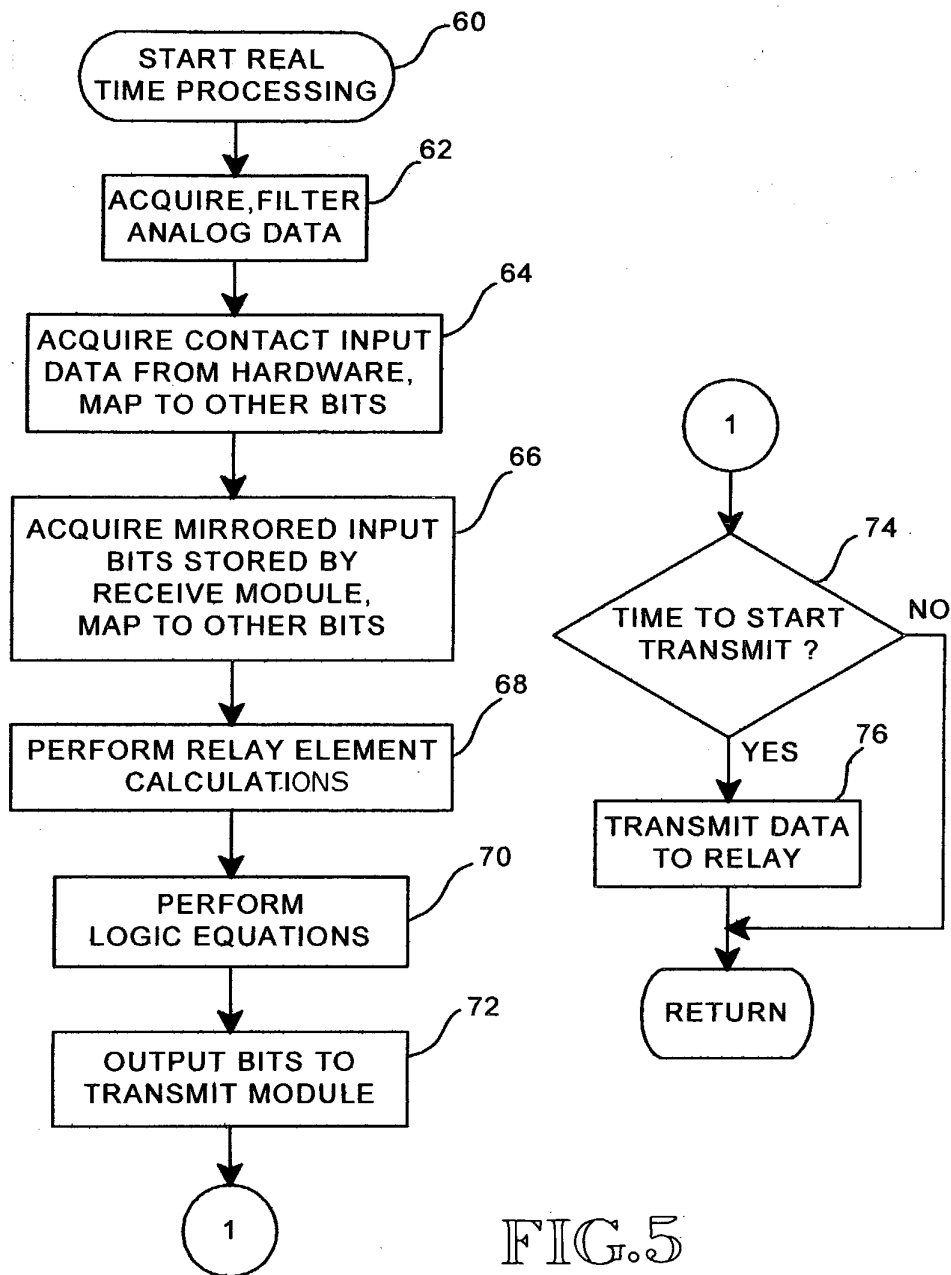 60
START REAL
TIME PROCESSING
62
ACQUIRE,FILTER
ANALOG DATA
64
ACQUIRE CONTACT INPUT
DATA FROM HARDWARE,
MAP TO OTHER BITS
66
ACQUIRE MIRRORED INPUT
BITS STORED BY
RECEIVE MODULE,
MAP TO OTHER BITS
68
PERFORM RELAY ELEMENT
CALCULATIONS
70
PERFORM
LOGIC EQUATIONS
72
OUTPUT BITS TO
TRANSMIT MODULE
1
1
74
TIME TO START
TRANSMIT ?
NO
YES
76
TRANSMIT DATA
TO RELAY
RETURN
FIG.5